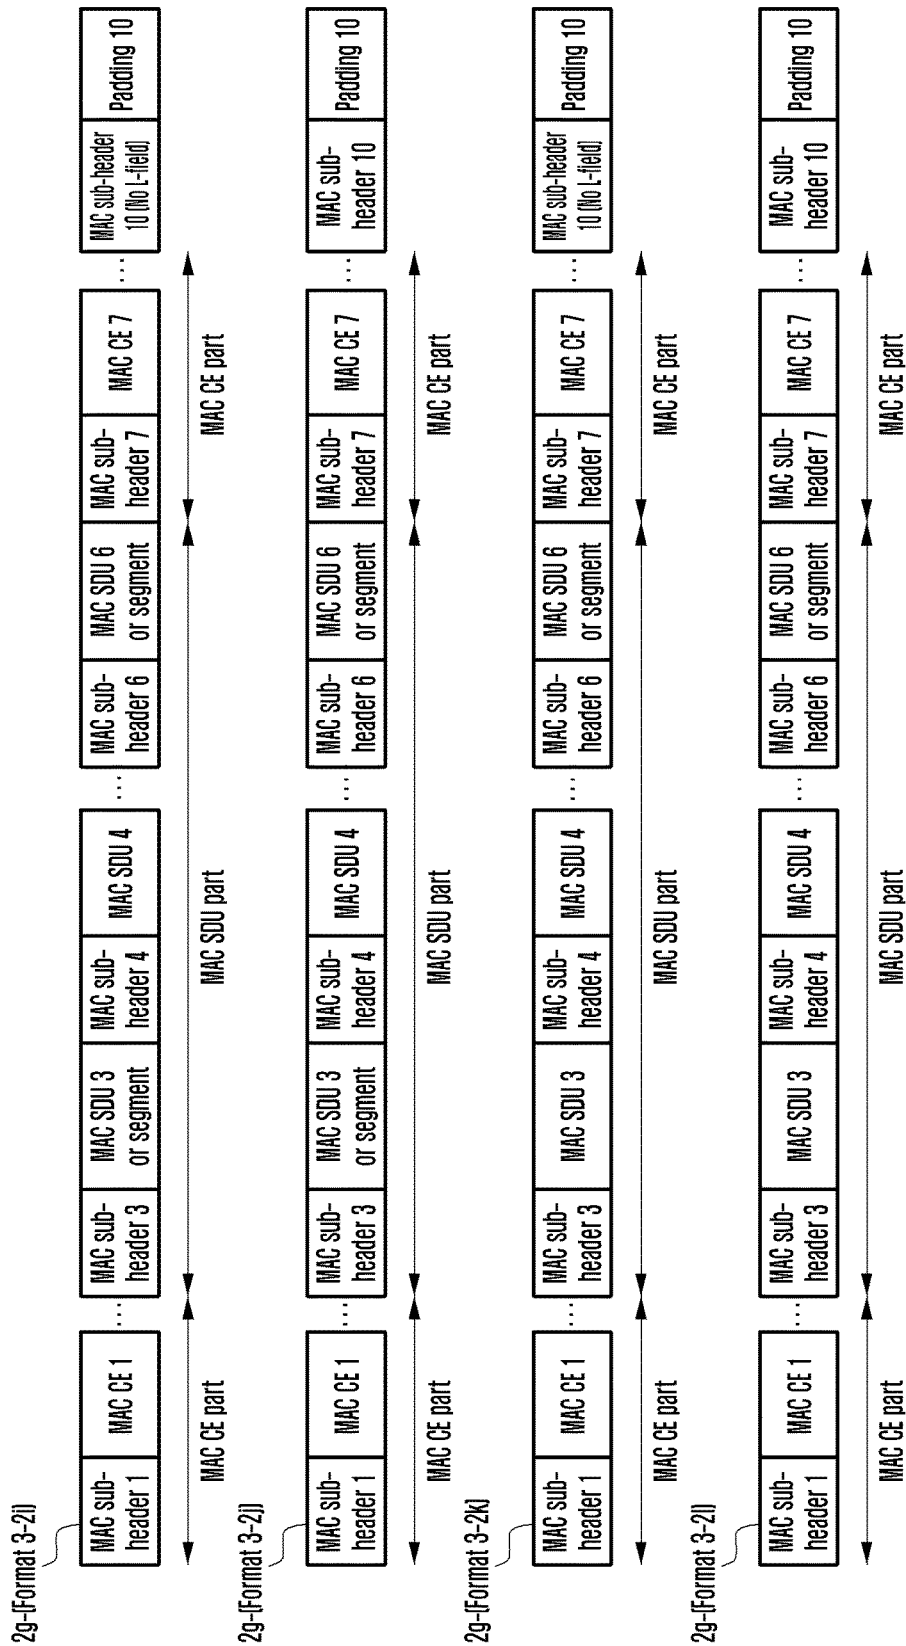 2g-(Format 3-2i)
MAC sub-
header 1
MAC CE 1
...
MAC sub-
header 3
MAC SDU 3
or segment
MAC sub-
header 4
MAC SDU 4
...
MAC sub-
header 6
MAC SDU 6
or segment
MAC sub-
header 7
MAC CE 7
...
MAC sub-header
10 (No L-field)
Padding 10
MAC CE part
MAC SDU part
MAC CE part
2g-(Format 3-2j)
MAC sub-
header 1
MAC CE 1
...
MAC sub-
header 3
MAC SDU 3
or segment
MAC sub-
header 4
MAC SDU 4
...
MAC sub-
header 6
MAC SDU 6
or segment
MAC sub-
header 7
MAC CE 7
...
MAC sub-
header 10
Padding 10
MAC CE part
MAC SDU part
MAC CE part
2g-(Format 3-2k)
MAC sub-
header 1
MAC CE 1
...
MAC sub-
header 3
MAC SDU 3
MAC sub-
header 4
MAC SDU 4
...
MAC sub-
header 6
MAC SDU 6
or segment
MAC sub-
header 7
MAC CE 7
...
MAC sub-header
10 (No L-field)
Padding 10
MAC CE part
MAC SDU part
MAC CE part
2g-(Format 3-2l)
MAC sub-
header 1
MAC CE 1
...
MAC sub-
header 3
MAC SDU 3
MAC sub-
header 4
MAC SDU 4
...
MAC sub-
header 6
MAC SDU 6
or segment
MAC sub-
header 7
MAC CE 7
...
MAC sub-
header 10
Padding 10
MAC CE part
MAC SDU part
MAC CE part